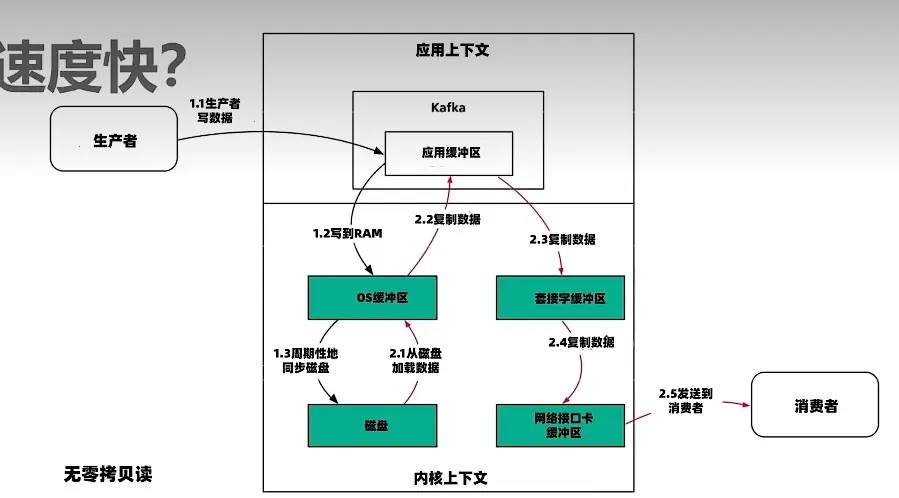 速度快?
应用上下文
Kafka
1.1生产者
写数据
生产者
应用缓冲区
1.2写到RAM
2.2复制数据
2.3复制数据
OS缓冲区
套接字缓冲区
1.3周期性地
同步磁盘
2.1从磁盘
加载数据
2.4复制数据
磁盘
网络接口卡
缓冲区
2.5发送到
消费者
消费者
无零拷贝读
内核上下文